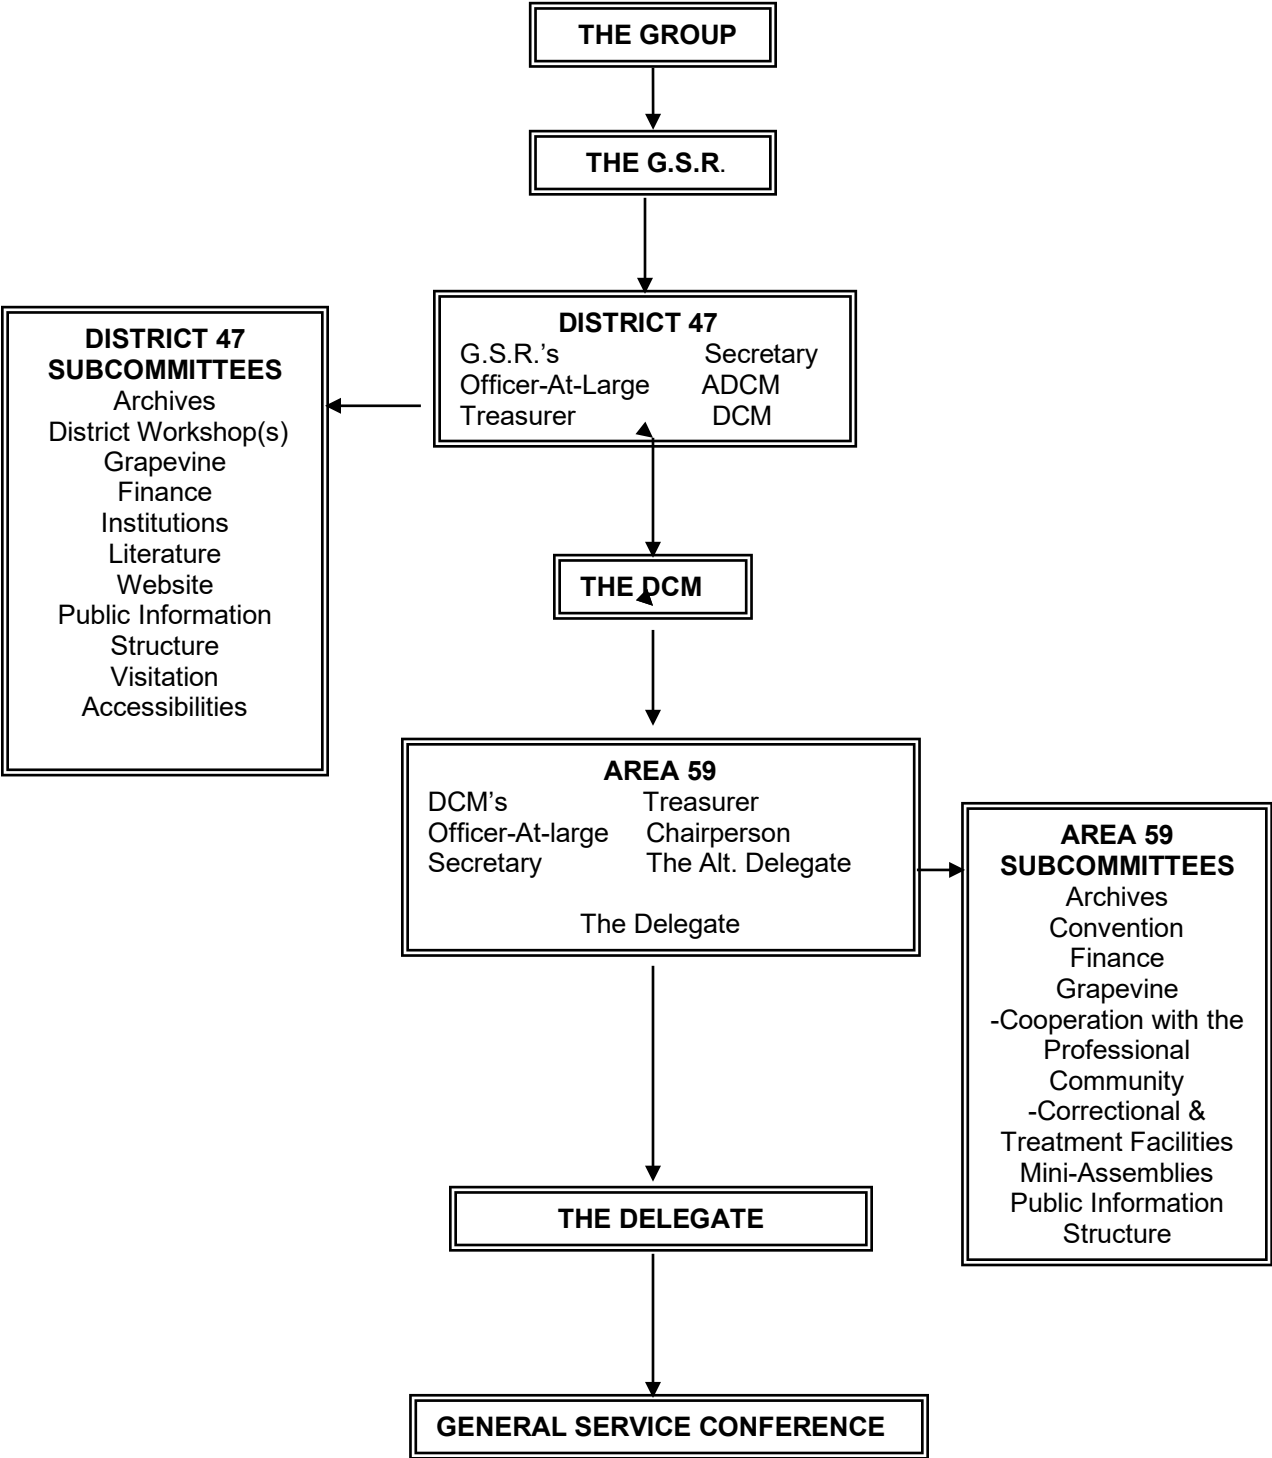 THE GROUP
THE G.S.R.
DISTRICT 47
G.S.R.'s Secretary
Officer-At-Large ADCM
Treasurer DCM
DISTRICT 47
SUBCOMMITTEES
Archives
District Workshop(s)
Grapevine
Finance
Institutions
Literature
Website
Public Information
Structure
Visitation
Accessibilities
THE DCM
AREA 59
DCM’s Treasurer
Officer-At-large Chairperson
Secretary The Alt. Delegate
The Delegate
AREA 59
SUBCOMMITTEES
Archives
Convention
Finance
Grapevine
-Cooperation with the
Professional
Community
-Correctional &
Treatment Facilities
Mini-Assemblies
Public Information
Structure
THE DELEGATE
GENERAL SERVICE CONFERENCE